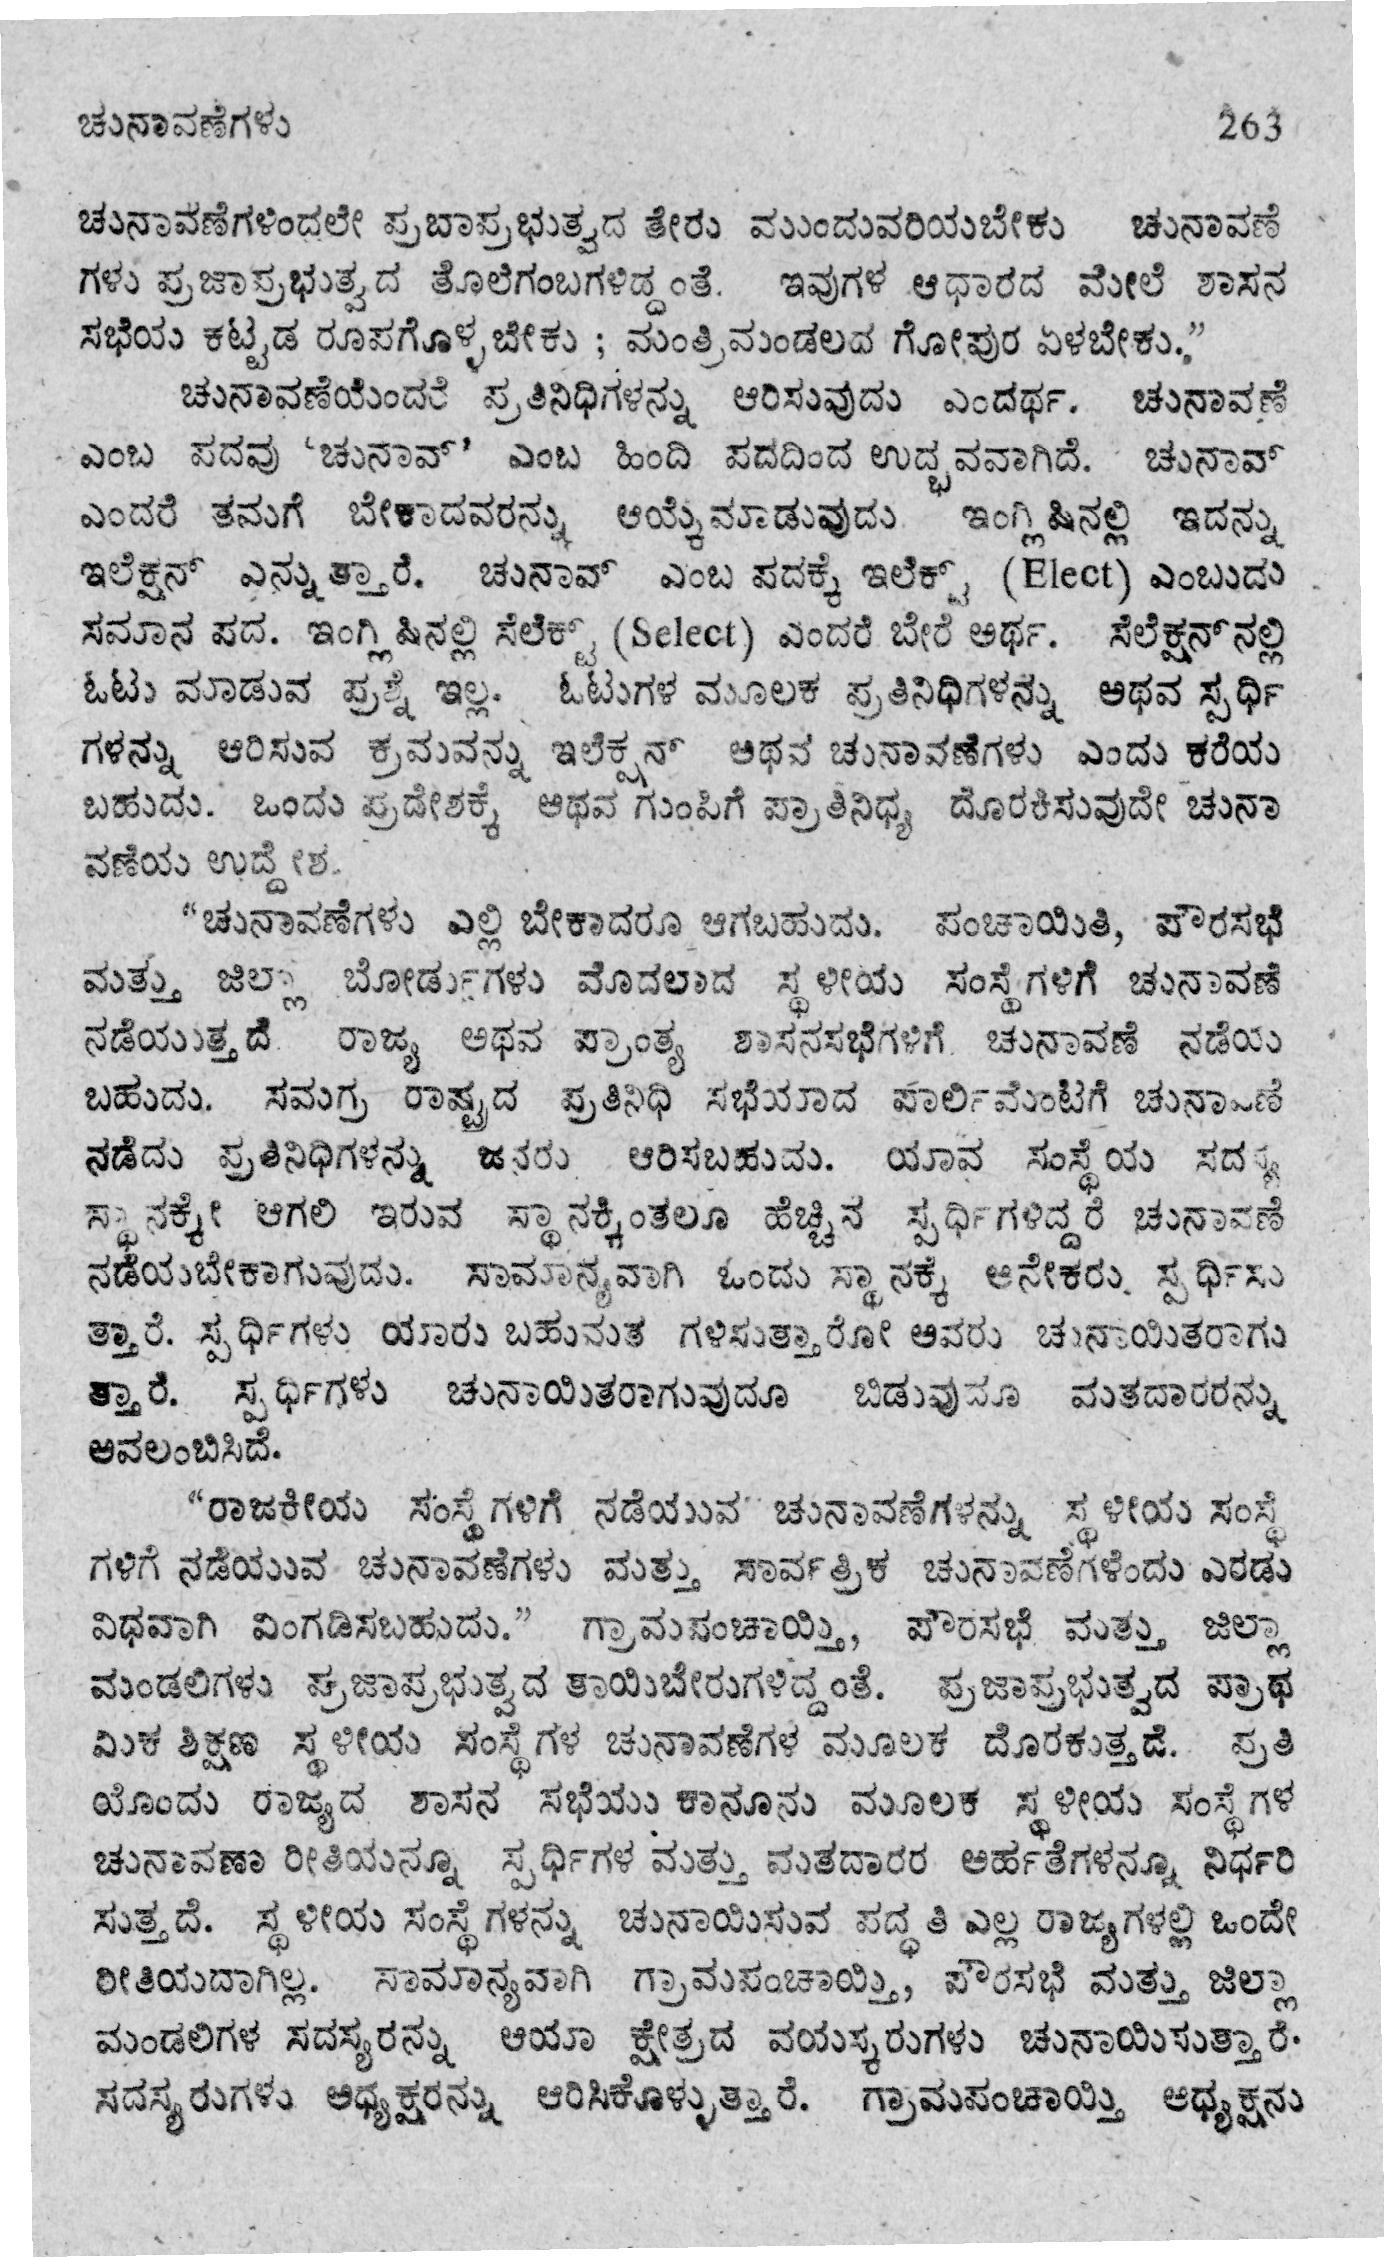 ಚುನಾವಣೆಗಳು 263
ಚುನಾವಣೆಗಳಿಂದಲೇ ಪ್ರಬಾಪ್ರಭುತ್ವದ ತೇರು ಮುಂದುವರಿಯಬೇಕು ಚುನಾವಣೆ
ಗಳು ಪ್ರಜಾಪ್ರಭುತ್ವದ ತೊಲೆಗಂಬಗಳಿದ್ದಂತೆ. ಇವುಗಳ ಆಧಾರದ ಮೇಲೆ ಶಾಸನ
ಸಭೆಯ ಕಟ್ಟಡ ರೂಪಗೊಳ್ಳಬೇಕು ; ಮಂತ್ರಿಮಂಡಲದ ಗೋಪುರ ಏಳಬೇಕು.”
ಚುನಾವಣೆಯೆಂದರೆ ಪ್ರತಿನಿಧಿಗಳನ್ನು ಆರಿಸುವುದು ಎಂದರ್ಥ. ಚುನಾವಣೆ
ಎಂಬ ಪದವು ‘ಚುನಾವ್’ ಎಂಬ ಹಿಂದಿ ಪದದಿಂದ ಉದ್ಭವವಾಗಿದೆ. ಚುನಾವ್
ಎಂದರೆ ತಮಗೆ ಬೇಕಾದವರನ್ನು ಆಯ್ಕೆಮಾಡುವುದು ಇಂಗ್ಲಿಷಿನಲ್ಲಿ ಇದನ್ನು
ಇಲೆಕ್ಷನ್ ಎನ್ನುತ್ತಾರೆ. ಚುನಾವ್ ಎಂಬ ಪದಕ್ಕೆ ಇಲೆಕ್ಟ್ (Elect) ಎಂಬುದು
ಸಮಾನ ಪದ. ಇಂಗ್ಲಿಷಿನಲ್ಲಿ ಸೆಲೆಕ್ಟ್ (Select) ಎಂದರೆ ಬೇರೆ ಅರ್ಥ. ಸೆಲೆಕ್ಷನ್‌ನಲ್ಲಿ
ಓಟು ಮಾಡುವ ಪ್ರಶ್ನೆ ಇಲ್ಲ. ಓಟುಗಳ ಮೂಲಕ ಪ್ರತಿನಿಧಿಗಳನ್ನು ಅಥವ ಸ್ಪರ್ಧಿ
ಗಳನ್ನು ಆರಿಸುವ ಕ್ರಮವನ್ನು ಇಲೆಕ್ಷನ್ ಅಥವ ಚುನಾವಣೆಗಳು ಎಂದು ಕರೆಯ
ಬಹುದು. ಒಂದು ಪ್ರದೇಶಕ್ಕೆ ಅಥವ ಗುಂಪಿಗೆ ಪ್ರಾತಿನಿಧ್ಯ ದೊರಕಿಸುವುದೇ ಚುನಾ
ವಣೆಯ ಉದ್ದೇಶ.
“ಚುನಾವಣೆಗಳು ಎಲ್ಲಿ ಬೇಕಾದರೂ ಆಗಬಹುದು. ಪಂಚಾಯಿತಿ, ಪೌರಸಭೆ
ಮತ್ತು ಜಿಲ್ಲಾ ಬೋರ್ಡುಗಳು ಮೊದಲಾದ ಸ್ಥಳೀಯ ಸಂಸ್ಥೆಗಳಿಗೆ ಚುನಾವಣೆ
ನಡೆಯುತ್ತದೆ ರಾಜ್ಯ ಅಥವ ಪ್ರಾಂತ್ಯ ಶಾಸನಸಭೆಗಳಿಗೆ ಚುನಾವಣೆ ನಡೆಯ
ಬಹುದು. ಸಮಗ್ರ ರಾಷ್ಟ್ರದ ಪ್ರತಿನಿಧಿ ಸಭೆಯಾದ ಪಾರ್ಲಿಮೆಂಟಿಗೆ ಚುನಾವಣೆ
ನಡೆದು ಪ್ರತಿನಿಧಿಗಳನ್ನು ಜನರು ಆರಿಸಬಹುದು. ಯಾವ ಸಂಸ್ಥೆಯ ಸದಸ್ಯ
ಸ್ಥಾನಕ್ಕೇ ಆಗಲಿ ಇರುವ ಸ್ಥಾನಕ್ಕಿಂತಲೂ ಹೆಚ್ಚಿನ ಸ್ಪರ್ಧಿಗಳಿದ್ದರೆ ಚುನಾವಣೆ
ನಡೆಯಬೇಕಾಗುವುದು. ಸಾಮಾನ್ಯವಾಗಿ ಓಂದು ಸ್ಥಾನಕ್ಕೆ ಅನೇಕರು ಸ್ಪರ್ಧಿಸು
ತ್ತಾರೆ. ಸ್ಪರ್ಧಿಗಳು ಯಾರು ಬಹುಮತ ಗಳಿಸುತ್ತಾರೋ ಅವರು ಚುನಾಯಿತರಾಗು
ತ್ತಾರೆ. ಸ್ಪರ್ಧಿಗಳು ಚುನಾಯಿತರಾಗುವುದೂ ಬಿಡುವುದೂ ಮತದಾರರನ್ನು
ಅವಲಂಬಿಸಿದೆ.
“ರಾಜಕೀಯ ಸಂಸ್ಥೆಗಳಿಗೆ ನಡೆಯುವ ಚುನಾವಣೆಗಳನ್ನು ಸ್ಥಳೀಯ ಸಂಸ್ಥೆ
ಗಳಿಗೆ ನಡೆಯುವ ಚುನಾವಣೆಗಳು ಮತ್ತು ಸಾರ್ವತ್ರಿಕ ಚುನಾವಣೆಗಳೆಂದು ಎರಡು
ವಿಧವಾಗಿ ವಿಂಗಡಿಸಬಹುದು.” ಗ್ರಾಮಪಂಚಾಯ್ತಿ, ಪೌರಸಭೆ ಮತ್ತು ಜಿಲ್ಲಾ
ಮಂಡಲಿಗಳು ಪ್ರಜಾಪ್ರಭುತ್ವದ ತಾಯಿಬೇರುಗಳಿದ್ದಂತೆ. ಪ್ರಜಾಪ್ರಭುತ್ವದ ಪ್ರಾಥ
ಮಿಕ ಶಿಕ್ಷಣ ಸ್ಥಳೀಯ ಸಂಸ್ಥೆಗಳ ಚುನಾವಣೆಗಳ ಮೂಲಕ ದೊರಕುತ್ತದೆ. ಪ್ರತಿ
ಯೊಂದು ರಾಜ್ಯದ ಶಾಸನ ಸಭೆಯು ಕಾನೂನು ಮೂಲಕ ಸ್ಥಳೀಯ ಸಂಸ್ಥೆಗಳ
ಚುನಾವಣಾ ರೀತಿಯನ್ನೂ ಸ್ಪರ್ಧಿಗಳ ಮತ್ತು ಮತದಾರರ ಅರ್ಹತೆಗಳನ್ನೂ ನಿರ್ಧರಿ
ಸುತ್ತದೆ. ಸ್ಥಳೀಯ ಸಂಸ್ಥೆಗಳನ್ನು ಚುನಾಯಿಸುವ ಪದ್ಧತಿ ಎಲ್ಲ ರಾಜ್ಯಗಳಲ್ಲಿ ಒಂದೇ
ರೀತಿಯದಾಗಿಲ್ಲ. ಸಾಮಾನ್ಯವಾಗಿ ಗ್ರಾಮಪಂಚಾಯ್ತಿ, ಪೌರಸಭೆ ಮತ್ತು ಜಿಲ್ಲಾ
ಮಂಡಲಿಗಳ ಸದಸ್ಯರನ್ನು ಆಯಾ ಕ್ಷೇತ್ರದ ವಯಸ್ಕರುಗಳು ಚುನಾಯಿಸುತ್ತಾರೆ.
ಸದಸ್ಯರುಗಳು ಅಧ್ಯಕ್ಷರನ್ನು ಆರಿಸಿಕೊಳ್ಳುತ್ತಾರೆ. ಗ್ರಾಮಪಂಚಾಯ್ತಿ ಅಧ್ಯಕ್ಷನು